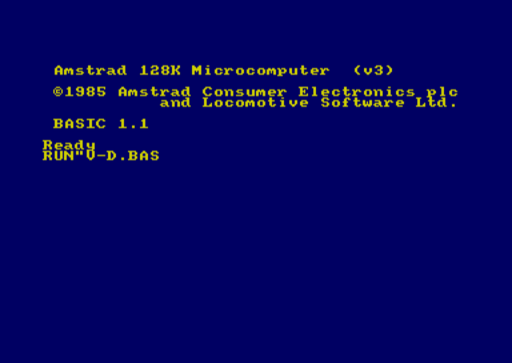 Amstrad 128K Microcomputer (v3)
©1985 Amstrad Consumer Electronics plc
and Locomotive Software Ltd.
BASIC 1.1
Ready
RUN"V-D.BAS